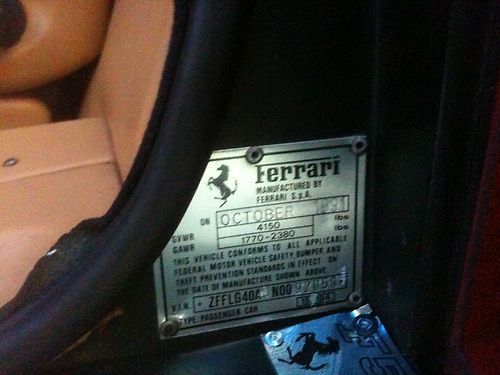 Ferrari
MANUFACTURED BY
FERRARI S.p.A.
ON OCTOBER 1991
GVWR 4150 lbs
GAWR 1770-2380 lbs
THIS VEHICLE CONFORMS TO ALL APPLICABLE
FEDERAL MOTOR VEHICLE SAFETY, BUMPER, AND
THEFT PREVENTION STANDARDS IN EFFECT ON
THE DATE OF MANUFACTURE SHOWN ABOVE.
V.I.N.
TYPE PASSENGER CAR